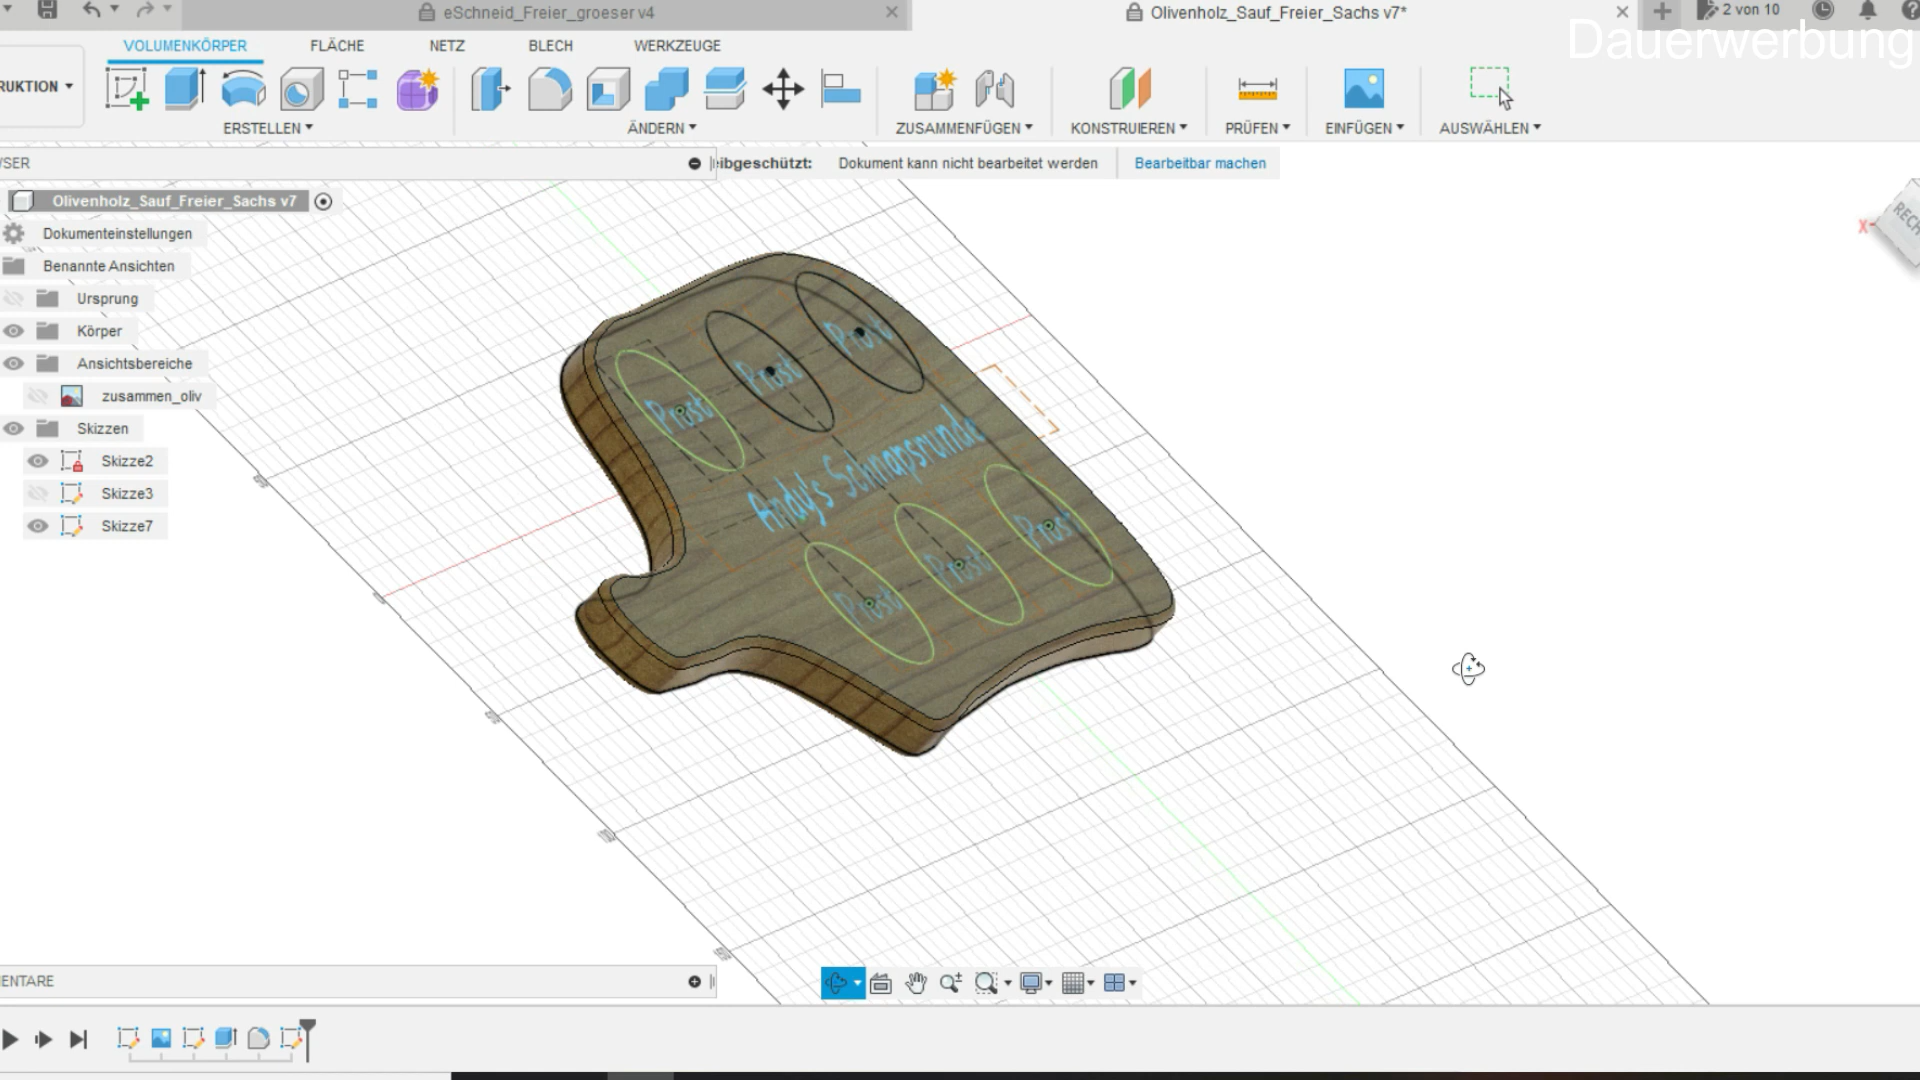 eSchneid_Freier_groeser v4
Olivenholz_Sauf_Freier_Sachs v7*
2 von 10
Dauerwerbung
VOLUMENKÖRPER
FLÄCHE
NETZ
BLECH
WERKZEUGE
RUKTION
ERSTELLEN
ÄNDERN
ZUSAMMENFÜGEN
KONSTRUIEREN
PRÜFEN
EINFÜGEN
AUSWÄHLEN
SER
ibgeschützt: Dokument kann nicht bearbeitet werden Bearbeitbar machen
Olivenholz_Sauf_Freier_Sachs v7
Dokumenteinstellungen
Benannte Ansichten
Ursprung
Körper
Ansichtsbereiche
zusammen_oliv
Skizzen
Skizze2
Skizze3
Skizze7
Prost
Prost
Prost
Andy's Schnapsrunde
Prost
Prost
Prost
X
RECH
ENTARE